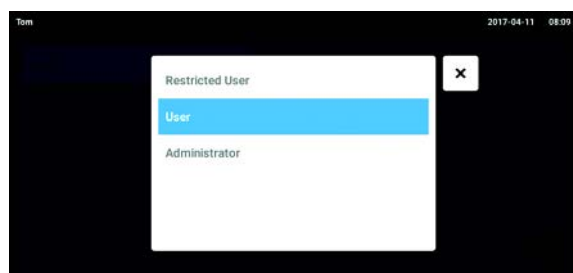 Tom 2017-04-11 08:09
Restricted User
User
Administrator